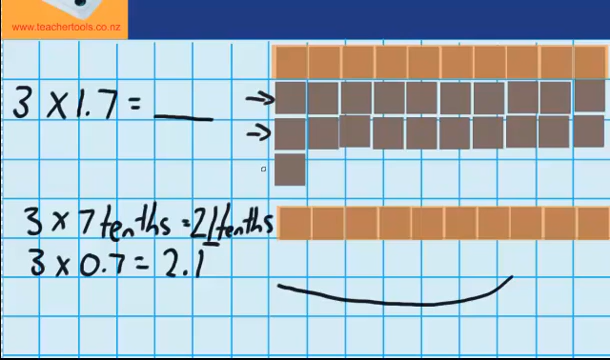 www.teachertools.co.nz
3 x 1.7 = ___
3 x 7 tenths = 21 tenths
3 x 0.7 = 2.1